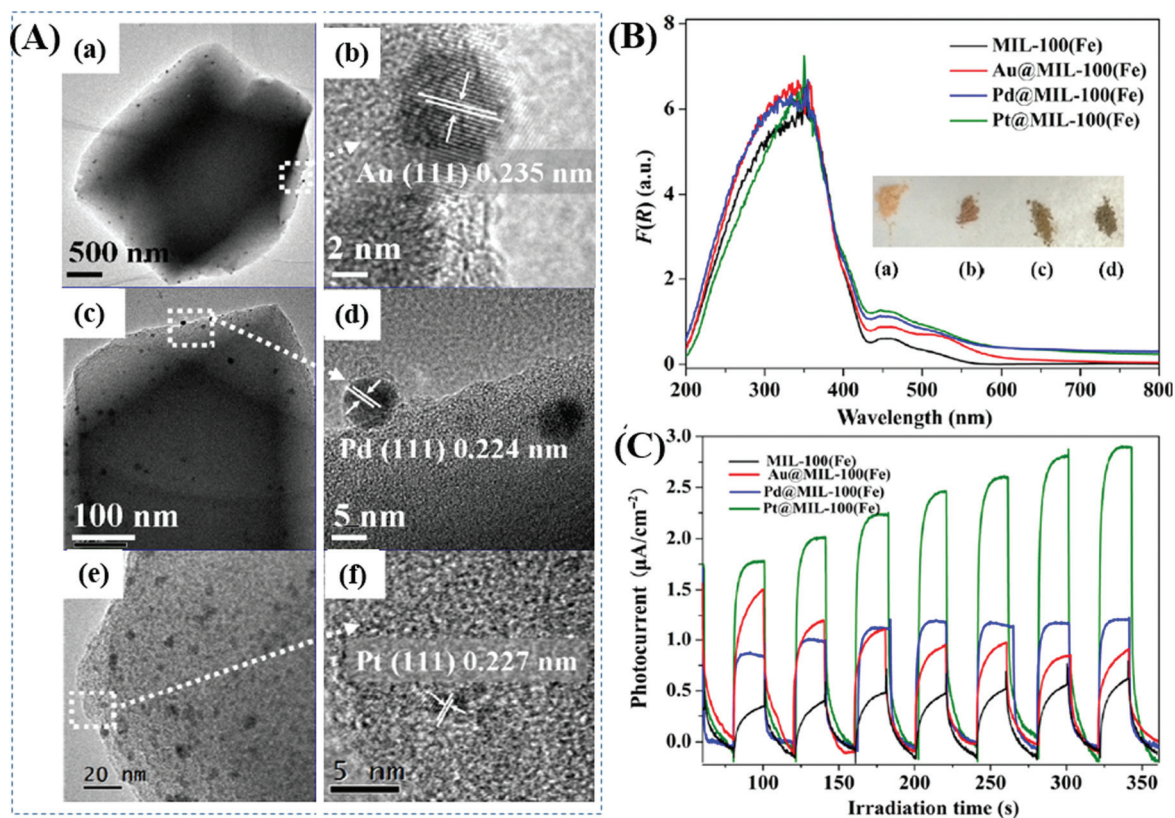 (A)
(a)
500 nm
(b)
Au (111) 0.235 nm
2 nm
(c)
100 nm
(d)
Pd (111) 0.224 nm
5 nm
(e)
20 nm
(f)
Pt (111) 0.227 nm
5 nm
(B)
8
6
4
2
0
F(R) (a.u.)
MIL-100(Fe)
Au@MIL-100(Fe)
Pd@MIL-100(Fe)
Pt@MIL-100(Fe)
(a) (b) (c) (d)
200 300 400 500 600 700 800
Wavelength (nm)
(C)
3.0
2.5
2.0
1.5
1.0
0.5
0.0
Photocurrent (μA/cm⁻²)
MIL-100(Fe)
Au@MIL-100(Fe)
Pd@MIL-100(Fe)
Pt@MIL-100(Fe)
100 150 200 250 300 350
Irradiation time (s)